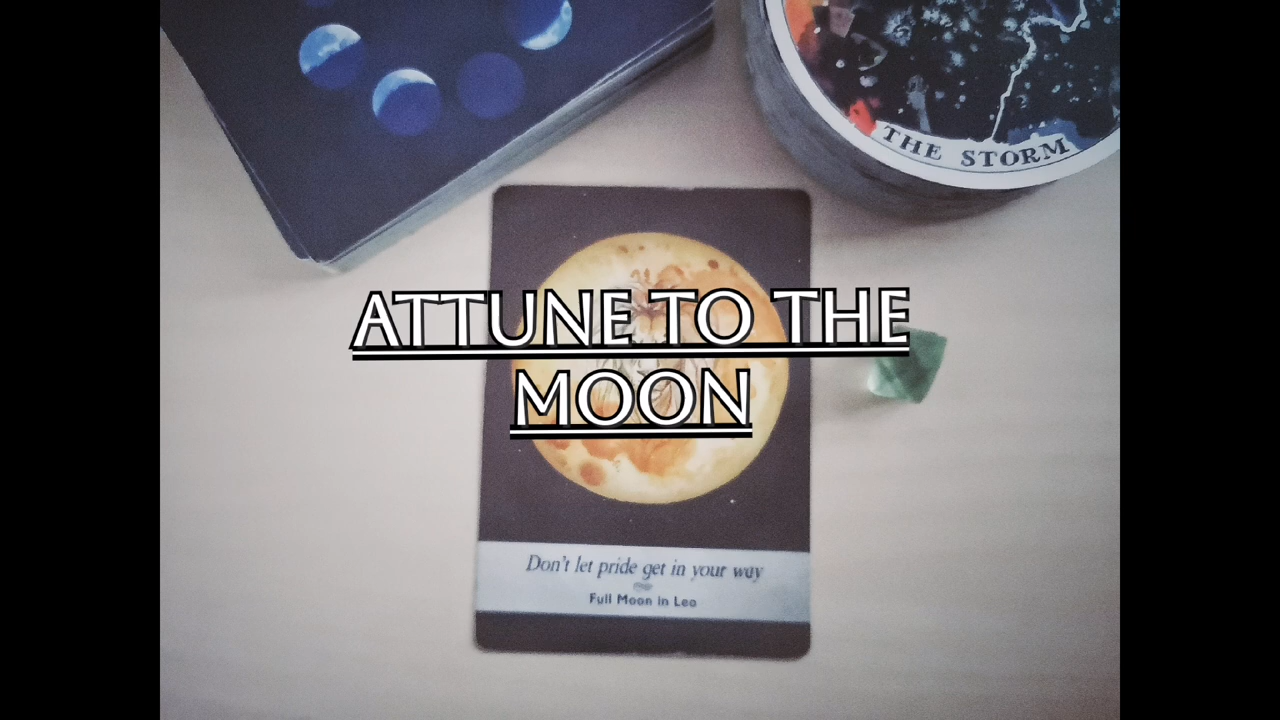 THE STORM
ATTUNE TO THE
MOON
Don't let pride get in your way
Full Moon in Leo